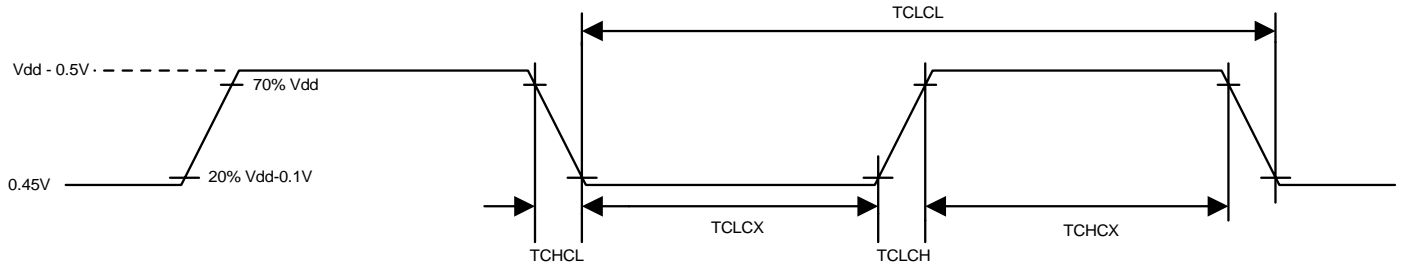 TCLCL
Vdd - 0.5V
70% Vdd
20% Vdd-0.1V
0.45V
TCLCX
TCHCX
TCHCL
TCLCH